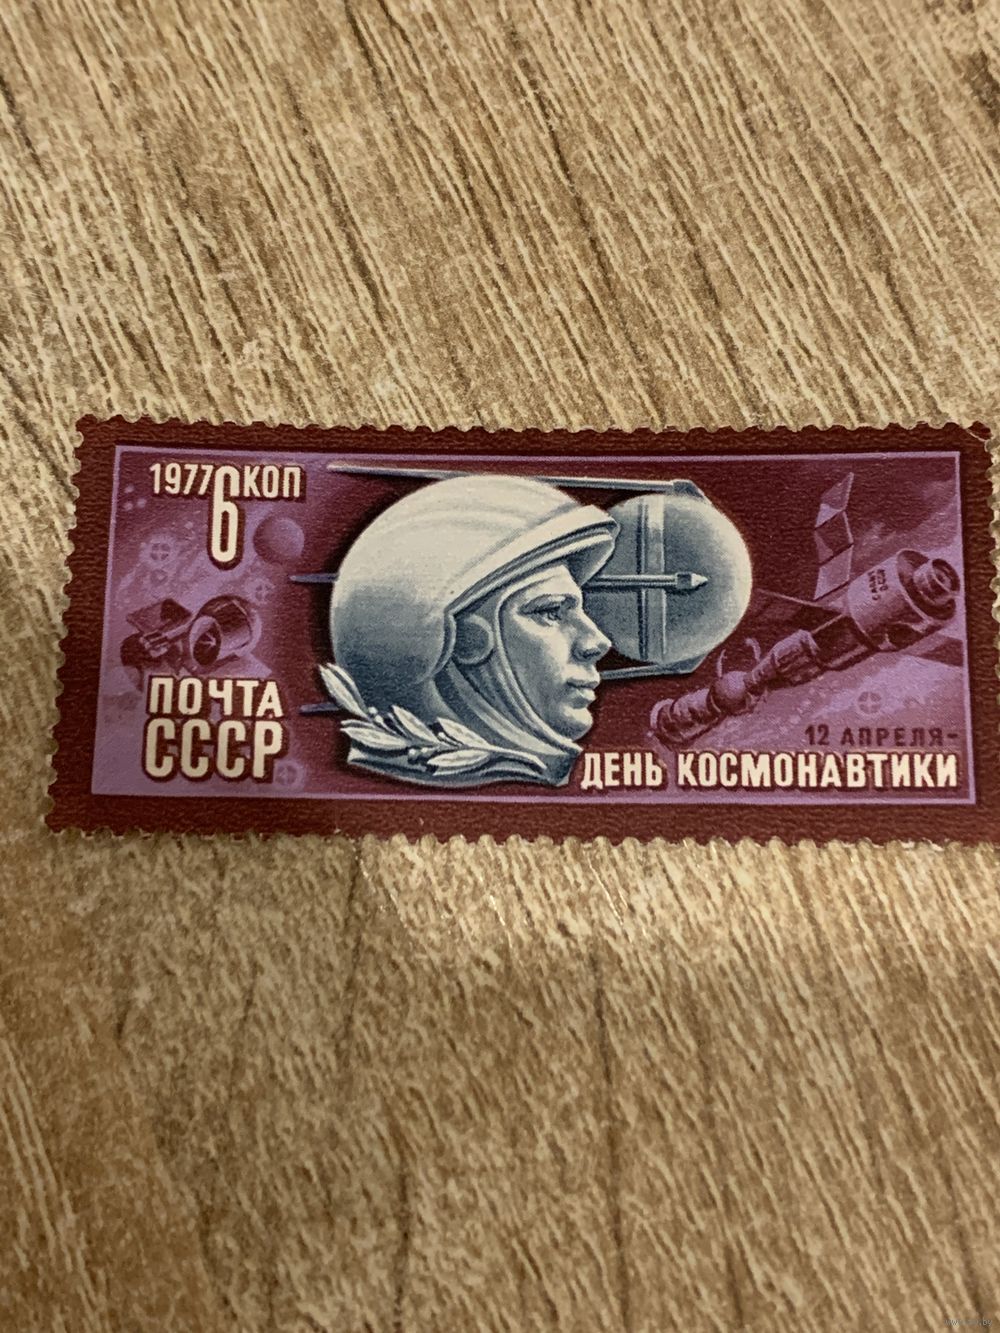 1977 6 КОП
ПОЧТА
СССР
12 АПРЕЛЯ-
ДЕНЬ КОСМОНАВТИКИ